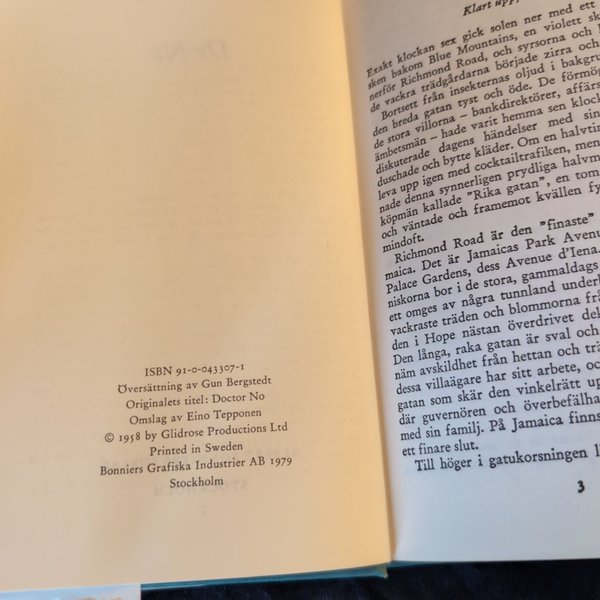 ISBN 91-0-043307-1
Översättning av Gun Bergstedt
Originalets titel: Doctor No
Omslag av Eino Tepponen
© 1958 by Glidrose Productions Ltd
Printed in Sweden
Bonniers Grafiska Industrier AB 1979
Stockholm
Klart upp
Exakt klockan sex gick solen ner med ett
sken bakom Blue Mountains, en violett sk
nerför Richmond Road, och syrsorna och
de vackra trädgårdarna började zirra och
Bortsett från insekternas oljud i bakgru
den breda gatan tyst och öde. De förmög
de stora villorna – bankdirektörer, affärs
ämbetsmän – hade varit hemma sen klock
diskuterade dagens händelser med sin
duschade och bytte kläder. Om en halvtim
leva upp igen med cocktailtrafiken, men
nade denna synnerligen prydliga halvm
köpmän kallade "Rika gatan", en tom
och väntade och framemot kvällen fy
mindoft.
Richmond Road är den "finaste"
maica. Det är Jamaicas Park Avenu
Palace Gardens, dess Avenue d'Iena.
niskorna bor i de stora, gammaldags
ett omges av några tunnland underb
vackraste träden och blommorna från
den i Hope nästan överdrivet del
Den långa, raka gatan är sval och
näm avskildhet från hettan och trä
dessa villaägare har sitt arbete, oc
gatan som skär den vinkelrätt up
där guvernören och överbefälha
med sin familj. På Jamaica finns
ett finare slut.
Till höger i gatukorsningen l
3